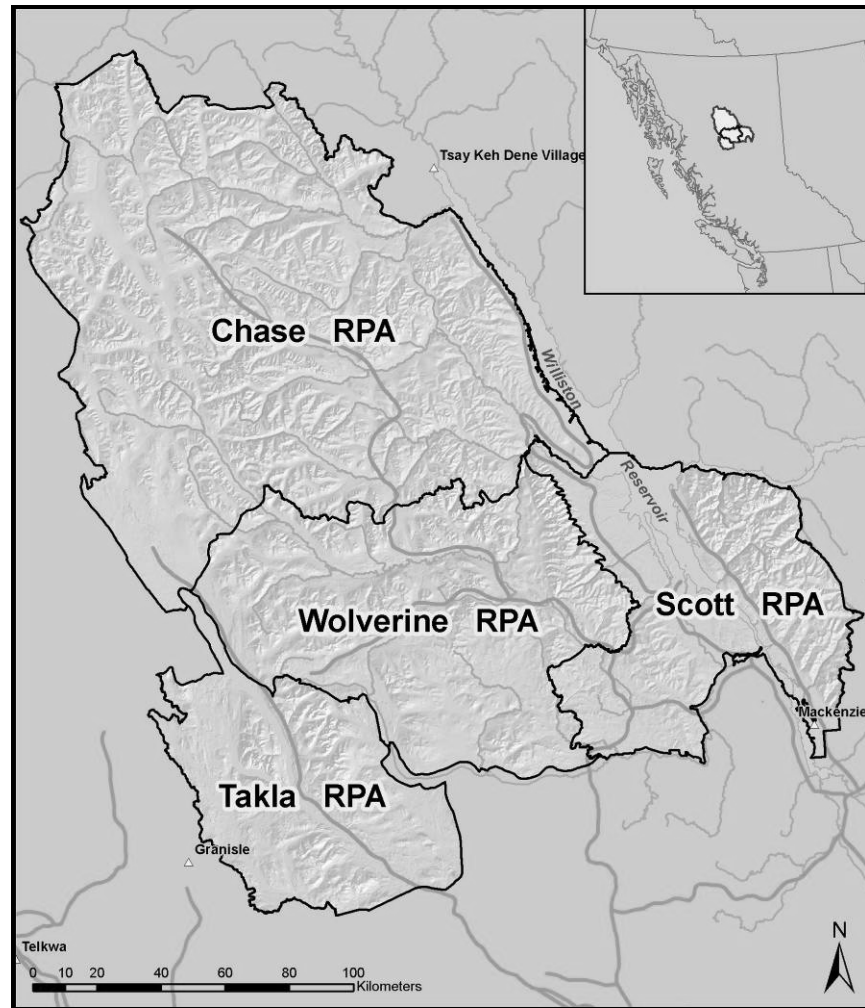 Tsay Keh Dene Village
Chase RPA
Williston
Reservoir
Wolverine RPA
Scott RPA
Mackenzie
Takla RPA
Granisle
Telkwa
N
0 10 20 40 60 80 100
Kilometers